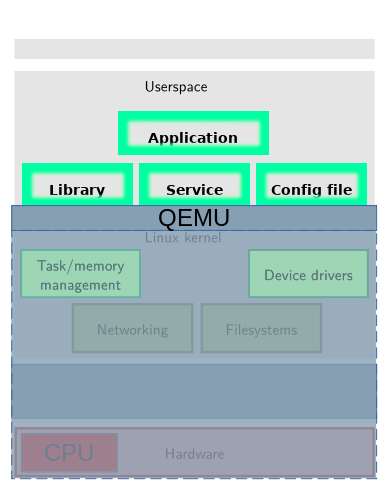 Userspace
Application
Library
Service
Config file
QEMU
Linux kernel
Task/memory
management
Device drivers
Networking
Filesystems
CPU
Hardware